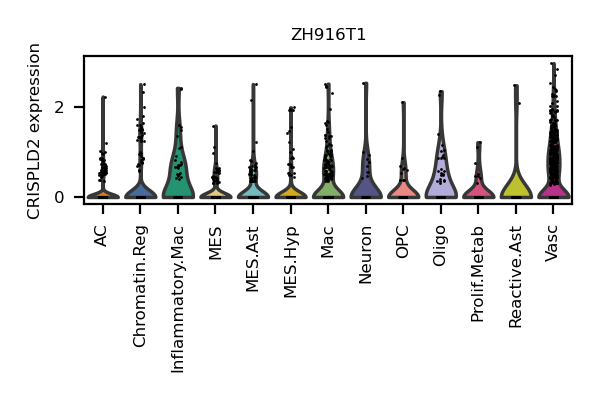 ZH916T1
CRISPLD2 expression
2
0
AC
Chromatin.Reg
Inflammatory.Mac
MES
MES.Ast
MES.Hyp
Mac
Neuron
OPC
Oligo
Prolif.Metab
Reactive.Ast
Vasc